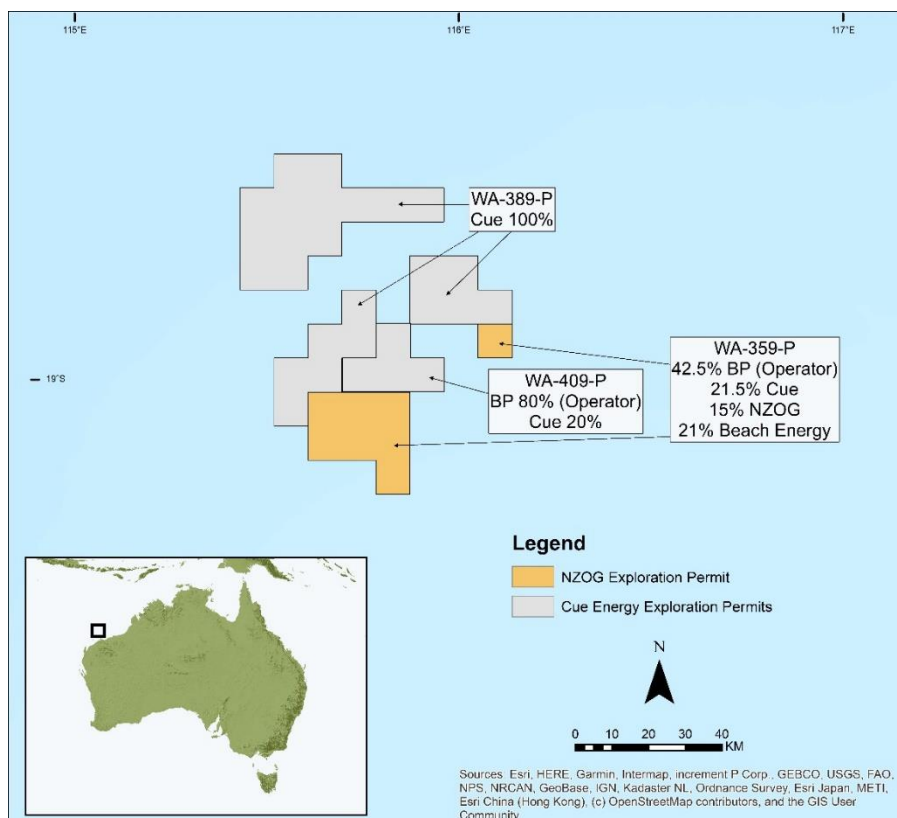 115°E 116°E 117°E
WA-389-P
Cue 100%
19°S
WA-359-P
42.5% BP (Operator)
21.5% Cue
15% NZOG
21% Beach Energy
WA-409-P
BP 80% (Operator)
Cue 20%
Legend
NZOG Exploration Permit
Cue Energy Exploration Permits
N
0 5 10 20 30 40
KM
Sources: Esri, HERE, Garmin, Intermap, increment P Corp., GEBCO, USGS, FAO,
NPS, NRCAN, GeoBase, IGN, Kadaster NL, Ordnance Survey, Esri Japan, METI,
Esri China (Hong Kong), (c) OpenStreetMap contributors, and the GIS User
Community